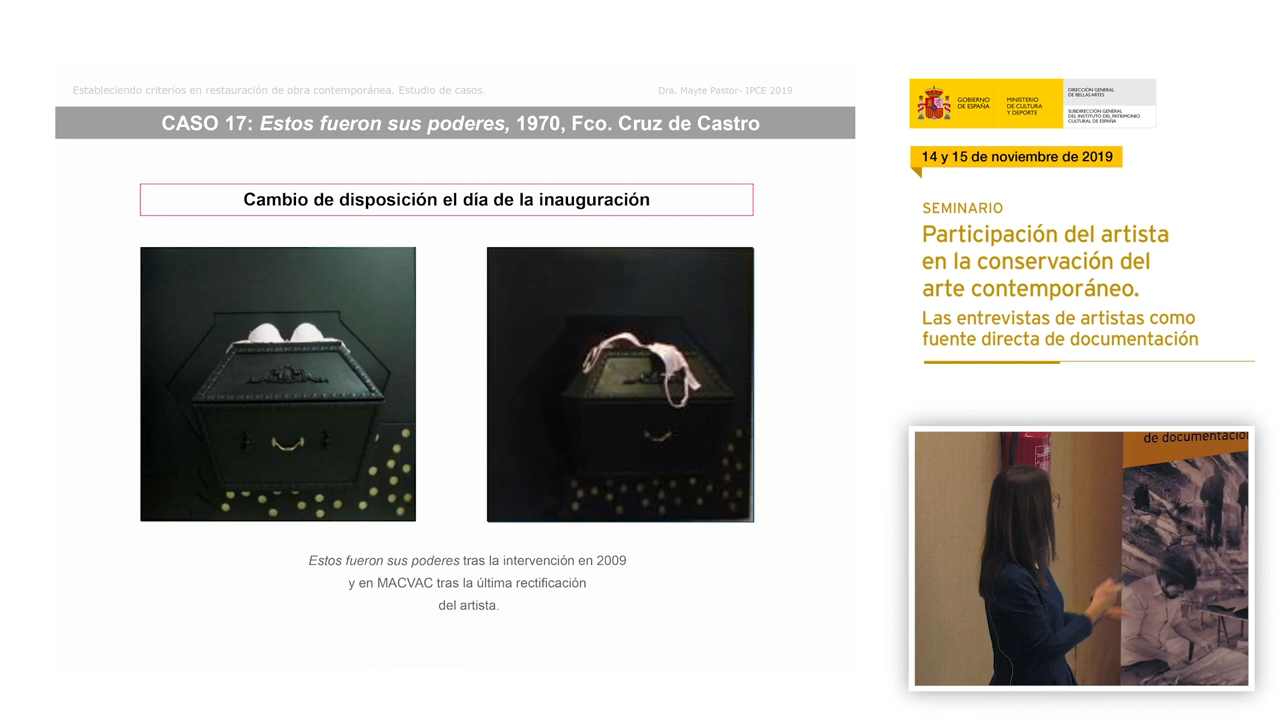 Estableciendo criterios en restauración de obra contemporánea. Estudio de casos.
Dra. Mayte Pastor- IPCE 2019
CASO 17: Estos fueron sus poderes, 1970, Fco. Cruz de Castro
Cambio de disposición el día de la inauguración
Estos fueron sus poderes tras la intervención en 2009
y en MACVAC tras la última rectificación
del artista.
GOBIERNO
DE ESPAÑA
MINISTERIO
DE CULTURA
Y DEPORTE
DIRECCIÓN GENERAL
DE BELLAS ARTES
SUBDIRECCIÓN GENERAL
DEL INSTITUTO DEL PATRIMONIO
CULTURAL DE ESPAÑA
14 y 15 de noviembre de 2019
SEMINARIO
Participación del artista
en la conservación del
arte contemporáneo.
Las entrevistas de artistas como
fuente directa de documentación
de documentación